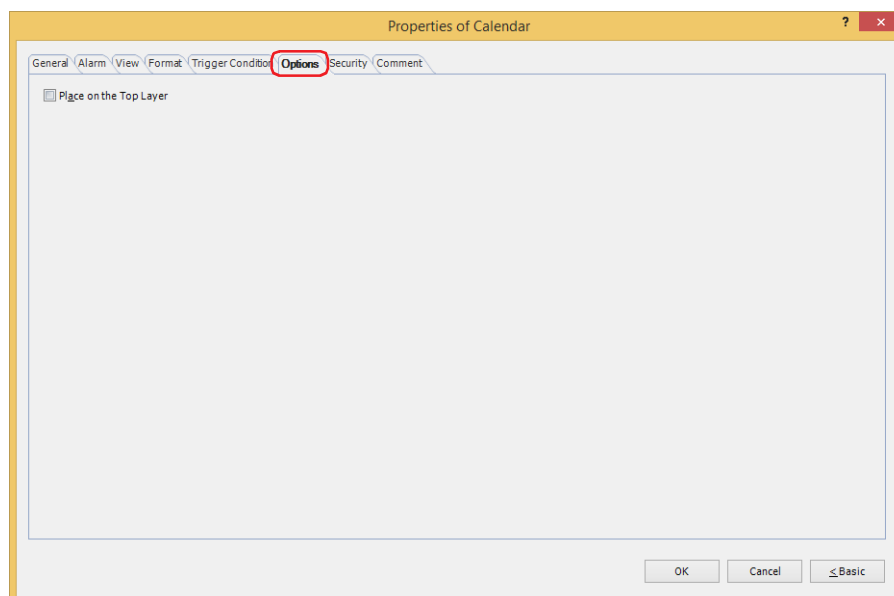 Properties of Calendar
? ×
General Alarm View Format Trigger Condition Options Security Comment
Place on the Top Layer
OK Cancel < Basic